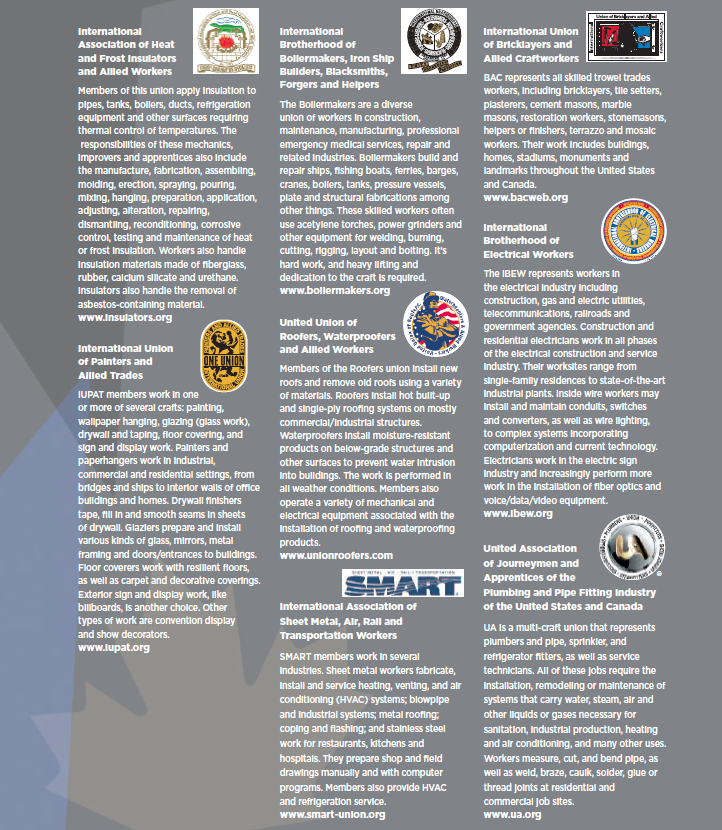 International
Association of Heat
and Frost Insulators
and Allied Workers
Members of this union apply insulation to
pipes, tanks, boilers, ducts, refrigeration
equipment and other surfaces requiring
thermal control of temperatures. The
responsibilities of these mechanics,
improvers and apprentices also include
the manufacture, fabrication, assembling,
molding, erection, spraying, pouring,
mixing, hanging, preparation, application,
adjusting, alteration, repairing,
dismantling, reconditioning, corrosive
control, testing and maintenance of heat
or frost insulation. Workers also handle
insulation materials made of fiberglass,
rubber, calcium silicate and urethane.
Insulators also handle the removal of
asbestos-containing material.
www.insulators.org
International Union
of Painters and
Allied Trades
ONE UNION
IUPAT members work in one
or more of several crafts: painting,
wallpaper hanging, glazing (glass work),
drywall and taping, floor covering, and
sign and display work. Painters and
paperhangers work in industrial,
commercial and residential settings, from
bridges and ships to interior walls of office
buildings and homes. Drywall finishers
tape, fill in and smooth seams in sheets
of drywall. Glaziers prepare and install
various kinds of glass, mirrors, metal
framing and doors/entrances to buildings.
Floor coverers work with resilient floors,
as well as carpet and decorative coverings.
Exterior sign and display work, like
billboards, is another choice. Other
types of work are convention display
and show decorators.
www.iupat.org
International
Brotherhood of
Boilermakers, Iron Ship
Builders, Blacksmiths,
Forgers and Helpers
The Boilermakers are a diverse
union of workers in construction,
maintenance, manufacturing, professional
emergency medical services, repair and
related industries. Boilermakers build and
repair ships, fishing boats, ferries, barges,
cranes, boilers, tanks, pressure vessels,
plate and structural fabrications among
other things. These skilled workers often
use acetylene torches, power grinders and
other equipment for welding, burning,
cutting, rigging, layout and bolting. It's
hard work, and heavy lifting and
dedication to the craft is required.
www.boilermakers.org
United Union of
Roofers, Waterproofers
and Allied Workers
Members of the Roofers union install new
roofs and remove old roofs using a variety
of materials. Roofers install hot built-up
and single-ply roofing systems on mostly
commercial/industrial structures.
Waterproofers install moisture-resistant
products on below-grade structures and
other surfaces to prevent water intrusion
into buildings. The work is performed in
all weather conditions. Members also
operate a variety of mechanical and
electrical equipment associated with the
installation of roofing and waterproofing
products.
www.unionroofers.com
SHEET METAL · AIR · RAIL · TRANSPORTATION
SMART
International Association of
Sheet Metal, Air, Rail and
Transportation Workers
SMART members work in several
industries. Sheet metal workers fabricate,
install and service heating, venting, and air
conditioning (HVAC) systems; blowpipe
and industrial systems; metal roofing;
coping and flashing; and stainless steel
work for restaurants, kitchens and
hospitals. They prepare shop and field
drawings manually and with computer
programs. Members also provide HVAC
and refrigeration service.
www.smart-union.org
International Union
of Bricklayers and
Allied Craftworkers
Union of Bricklayers and Allied
BAC represents all skilled trowel trades
workers, including bricklayers, tile setters,
plasterers, cement masons, marble
masons, restoration workers, stonemasons,
helpers or finishers, terrazzo and mosaic
workers. Their work includes buildings,
homes, stadiums, monuments and
landmarks throughout the United States
and Canada.
www.bacweb.org
International
Brotherhood of
Electrical Workers
The IBEW represents workers in
the electrical industry including
construction, gas and electric utilities,
telecommunications, railroads and
government agencies. Construction and
residential electricians work in all phases
of the electrical construction and service
industry. Their worksites range from
single-family residences to state-of-the-art
industrial plants. Inside wire workers may
install and maintain conduits, switches
and converters, as well as wire lighting,
to complex systems incorporating
computerization and current technology.
Electricians work in the electric sign
industry and increasingly perform more
work in the installation of fiber optics and
voice/data/video equipment.
www.ibew.org
United Association
of Journeymen and
Apprentices of the
Plumbing and Pipe Fitting Industry
of the United States and Canada
ua
UA is a multi-craft union that represents
plumbers and pipe, sprinkler, and
refrigerator fitters, as well as service
technicians. All of these jobs require the
installation, remodeling or maintenance of
systems that carry water, steam, air and
other liquids or gases necessary for
sanitation, industrial production, heating
and air conditioning, and many other uses.
Workers measure, cut, and bend pipe, as
well as weld, braze, caulk, solder, glue or
thread joints at residential and
commercial job sites.
www.ua.org